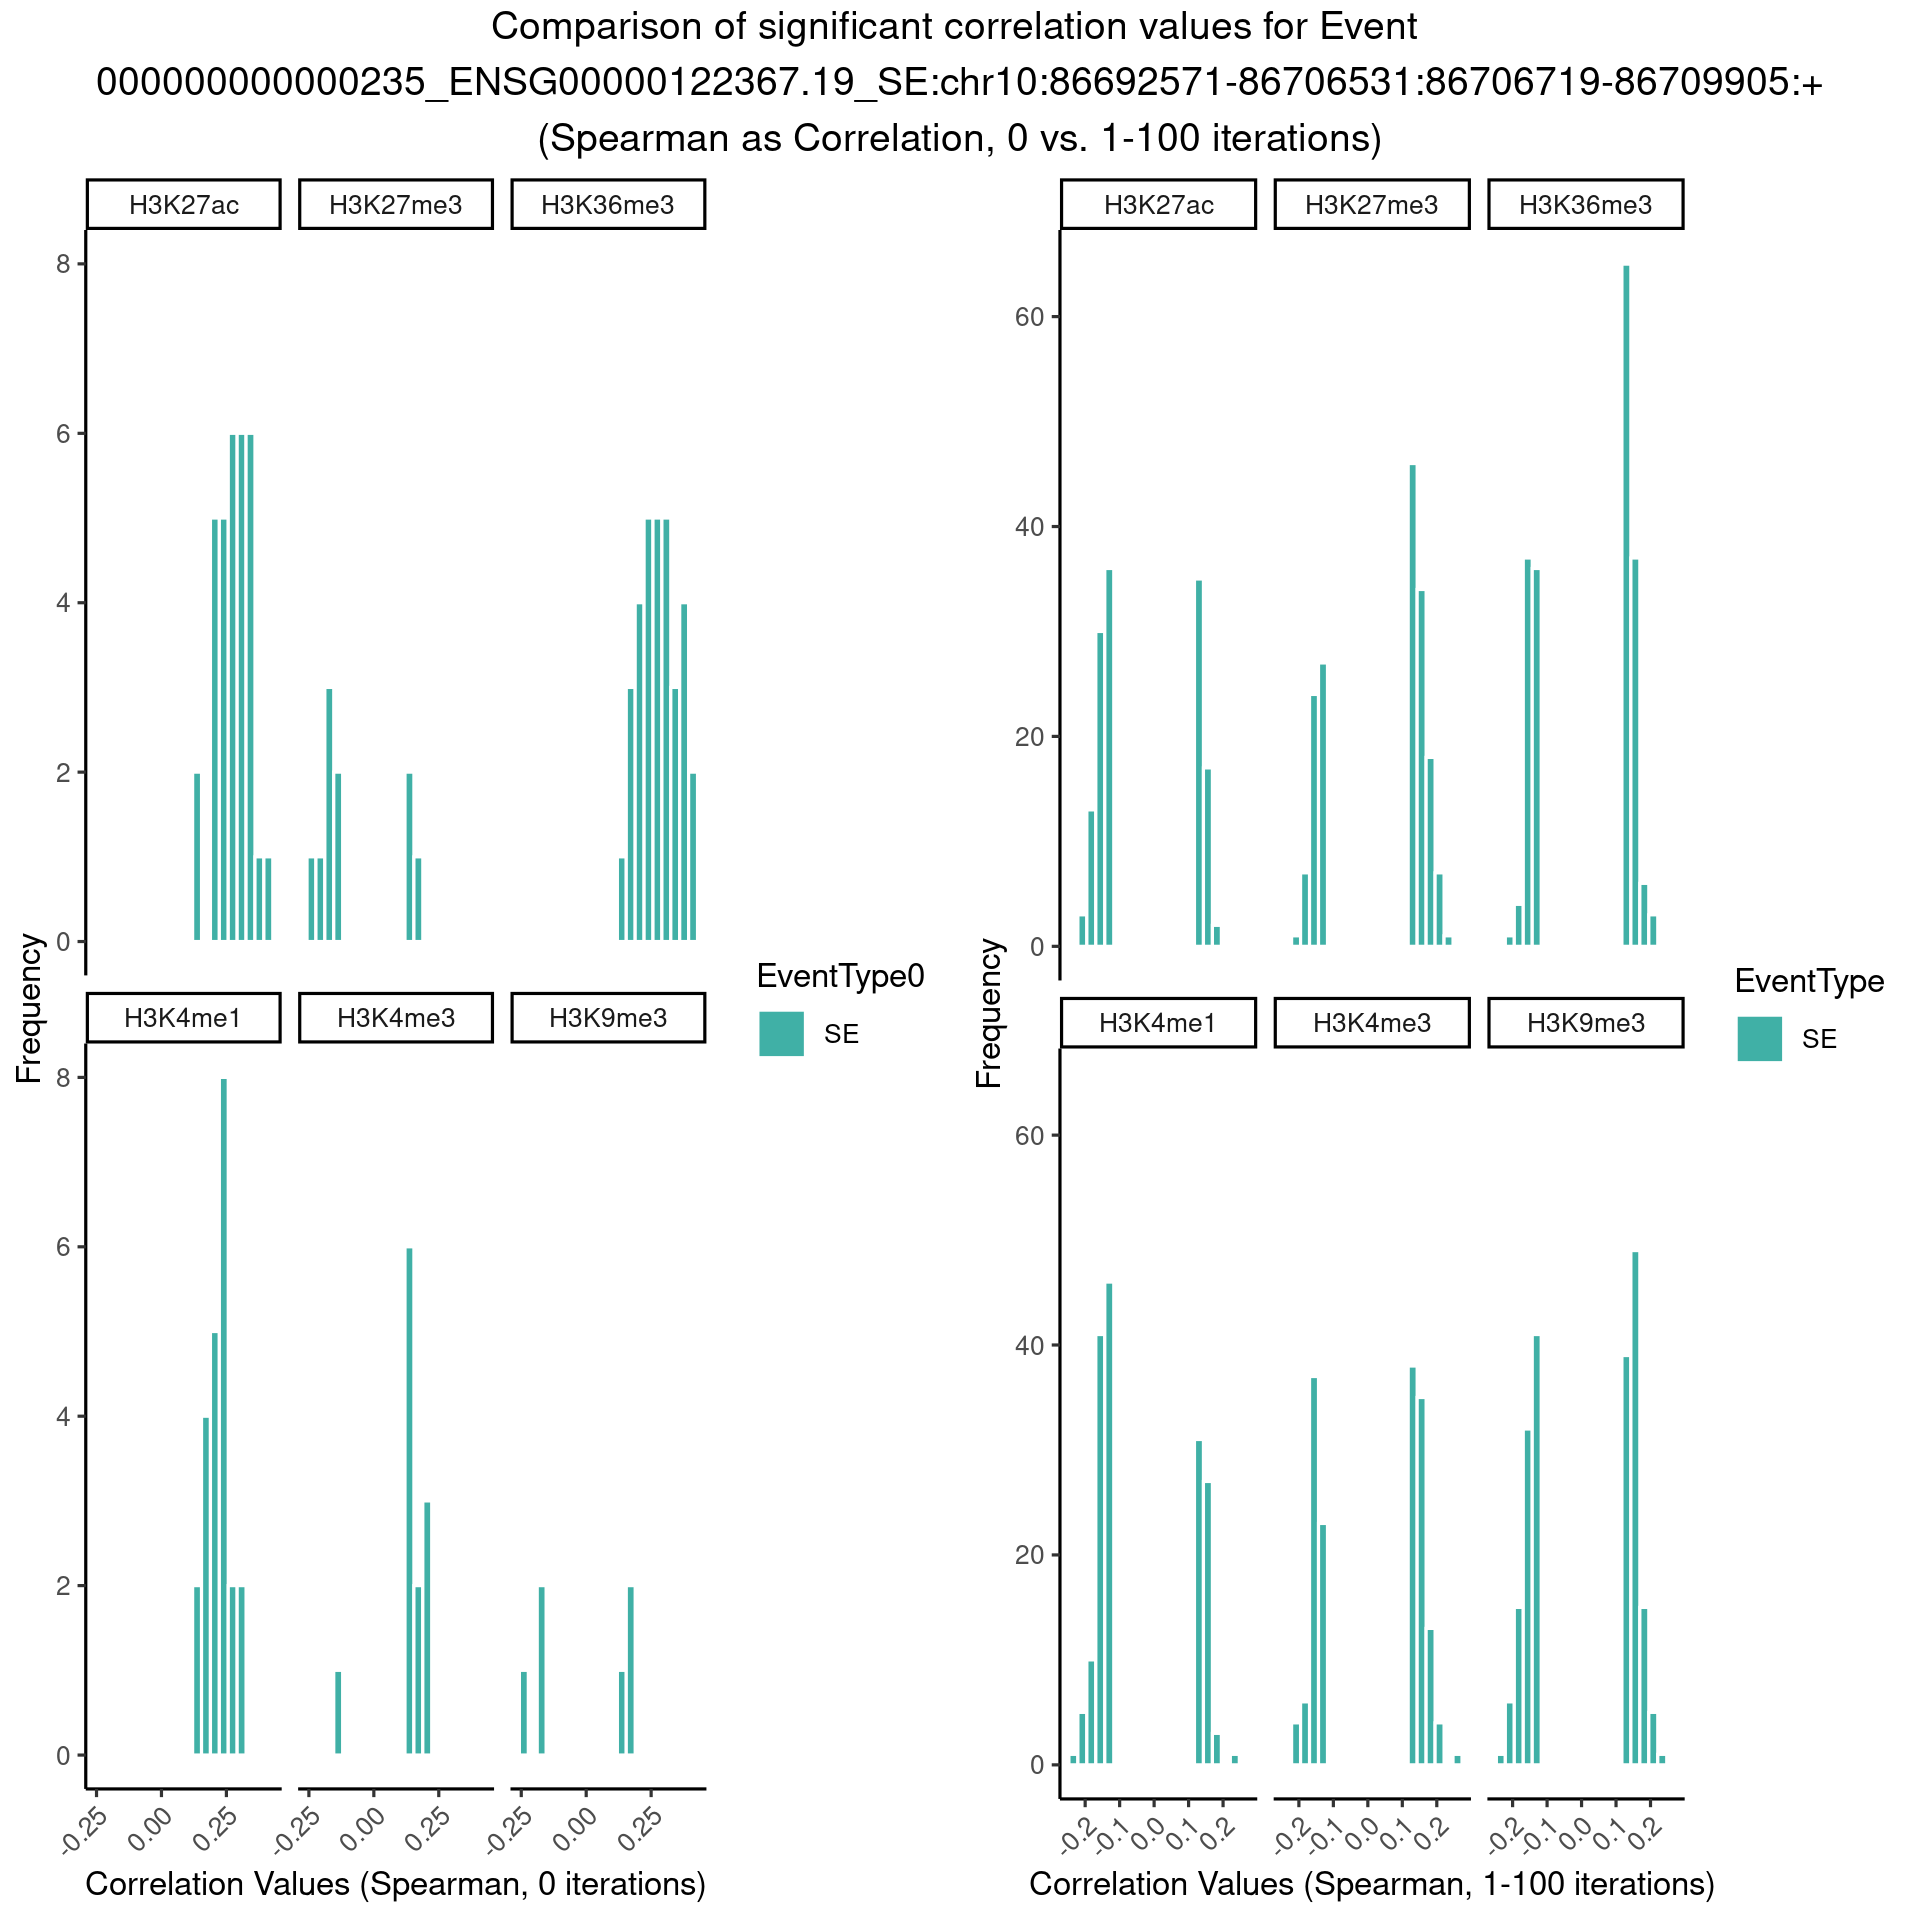 Comparison of significant correlation values for Event
000000000000235_ENSG00000122367.19_SE:chr10:86692571-86706531:86706719-86709905:+
(Spearman as Correlation, 0 vs. 1-100 iterations)
H3K27ac H3K27me3 H3K36me3
8
6
4
2
0
H3K4me1 H3K4me3 H3K9me3
8
6
4
2
0
-0.25 0.00 0.25 -0.25 0.00 0.25 -0.25 0.00 0.25
Frequency
Correlation Values (Spearman, 0 iterations)
EventType0
SE
H3K27ac H3K27me3 H3K36me3
60
40
20
0
H3K4me1 H3K4me3 H3K9me3
60
40
20
0
-0.2 -0.1 0.0 0.1 0.2 -0.2 -0.1 0.0 0.1 0.2 -0.2 -0.1 0.0 0.1 0.2
Frequency
Correlation Values (Spearman, 1-100 iterations)
EventType
SE